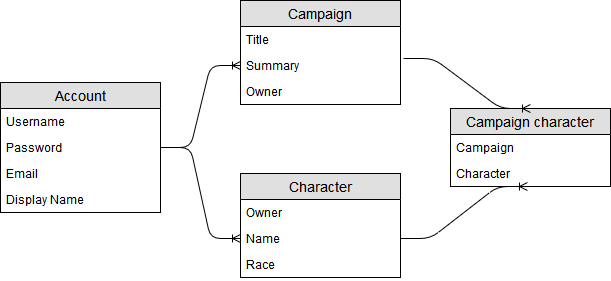 Campaign
Title
Summary
Owner
Account
Username
Password
Email
Display Name
Campaign character
Campaign
Character
Character
Owner
Name
Race